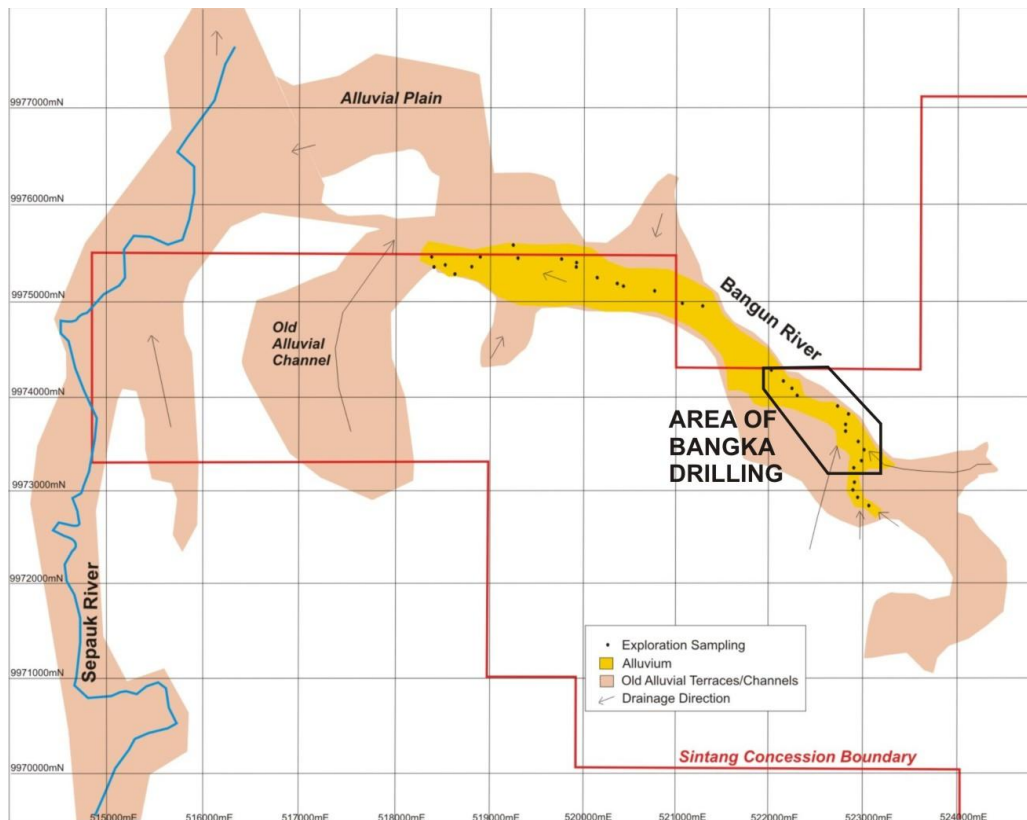 9977000mN
Alluvial Plain
9976000mN
9975000mN
Bangun River
Old
Alluvial
Channel
9974000mN
AREA OF
BANGKA
DRILLING
9973000mN
9972000mN
Sepauk River
Exploration Sampling
Alluvium
Old Alluvial Terraces/Channels
Drainage Direction
9971000mN
Sintang Concession Boundary
9970000mN
515000mE
516000mE
517000mE
518000mE
519000mE
520000mE
521000mE
522000mE
523000mE
524000mE